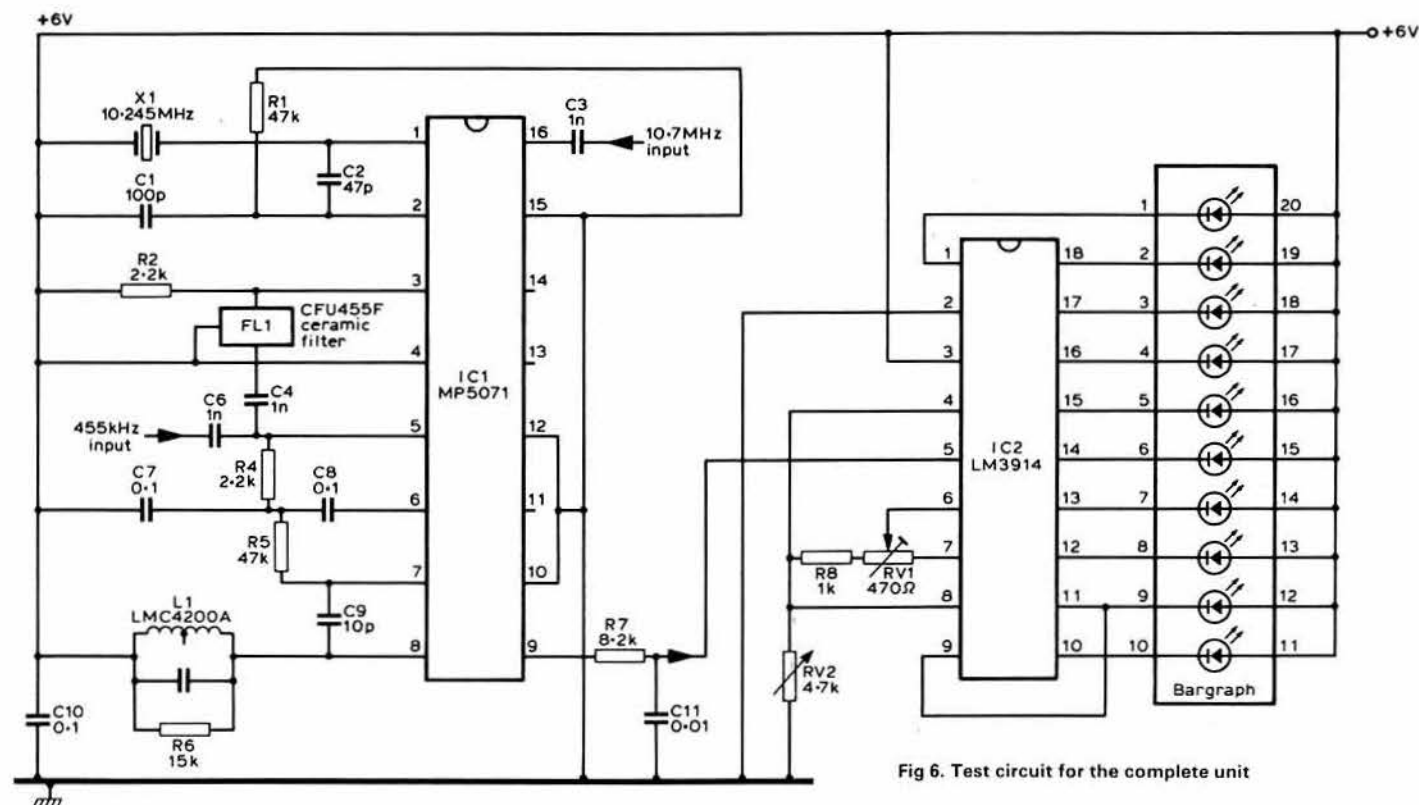 +6V
+6V
X1
10·245MHz
R1
47k
C3
1n
10·7MHz
input
C2
47p
C1
100p
R2
2·2k
CFU455F
ceramic
filter
FL1
C4
1n
C6
1n
455kHz
input
R4
2·2k
C7
0·1
C8
0·1
R5
47k
C9
10p
L1
LMC4200A
R6
15k
C10
0·1
1
2
3
4
5
6
7
8
IC1
MP5071
16
15
14
13
12
11
10
9
R7
8·2k
C11
0·01
R8
1k
RV1
470Ω
RV2
4·7k
1
2
3
4
5
6
7
8
9
IC2
LM3914
18
17
16
15
14
13
12
11
10
1
2
3
4
5
6
7
8
9
10
20
19
18
17
16
15
14
13
12
11
Bargraph
Fig 6. Test circuit for the complete unit